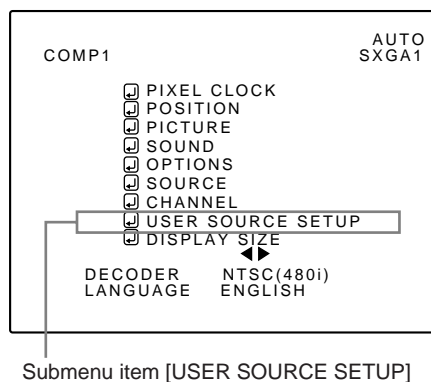 COMP1
AUTO
SXGA1
PIXEL CLOCK
POSITION
PICTURE
SOUND
OPTIONS
SOURCE
CHANNEL
USER SOURCE SETUP
DISPLAY SIZE
DECODER NTSC(480i)
LANGUAGE ENGLISH
Submenu item [USER SOURCE SETUP]